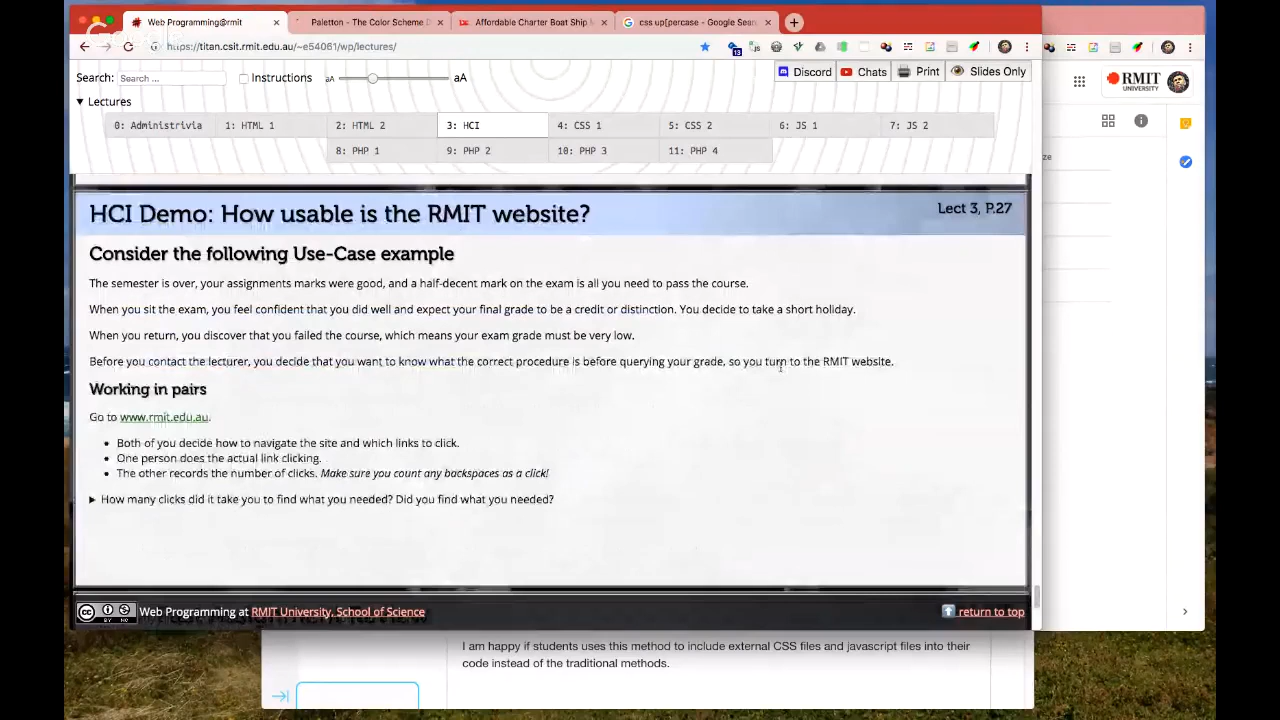 Web Programming@rmit
Paletton - The Color Scheme D
Affordable Charter Boat Ship M
css up[percase - Google Sear
Google
https://titan.csit.rmit.edu.au/~e54061/wp/lectures/
Search: Search ... Instructions aA aA
Discord Chats Print Slides Only
RMIT UNIVERSITY
▼ Lectures
0: Administrivia 1: HTML 1 2: HTML 2 3: HCI 4: CSS 1 5: CSS 2 6: JS 1 7: JS 2
8: PHP 1 9: PHP 2 10: PHP 3 11: PHP 4
HCI Demo: How usable is the RMIT website?
Lect 3, P.27
Consider the following Use-Case example
The semester is over, your assignments marks were good, and a half-decent mark on the exam is all you need to pass the course.
When you sit the exam, you feel confident that you did well and expect your final grade to be a credit or distinction. You decide to take a short holiday.
When you return, you discover that you failed the course, which means your exam grade must be very low.
Before you contact the lecturer, you decide that you want to know what the correct procedure is before querying your grade, so you turn to the RMIT website.
Working in pairs
Go to www.rmit.edu.au.
• Both of you decide how to navigate the site and which links to click.
• One person does the actual link clicking.
• The other records the number of clicks. Make sure you count any backspaces as a click!
► How many clicks did it take you to find what you needed? Did you find what you needed?
Web Programming at RMIT University, School of Science
return to top
I am happy if students uses this method to include external CSS files and javascript files into their
code instead of the traditional methods.